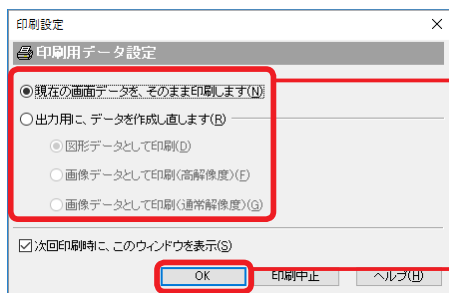 印刷設定
印刷用データ設定
現在の画面データを、そのまま印刷します(N)
出力用に、データを作成し直します(R)
図形データとして印刷(D)
画像データとして印刷(高解像度)(F)
画像データとして印刷(通常解像度)(G)
次回印刷時に、このウィンドウを表示(S)
OK 印刷中止 ヘルプ(H)